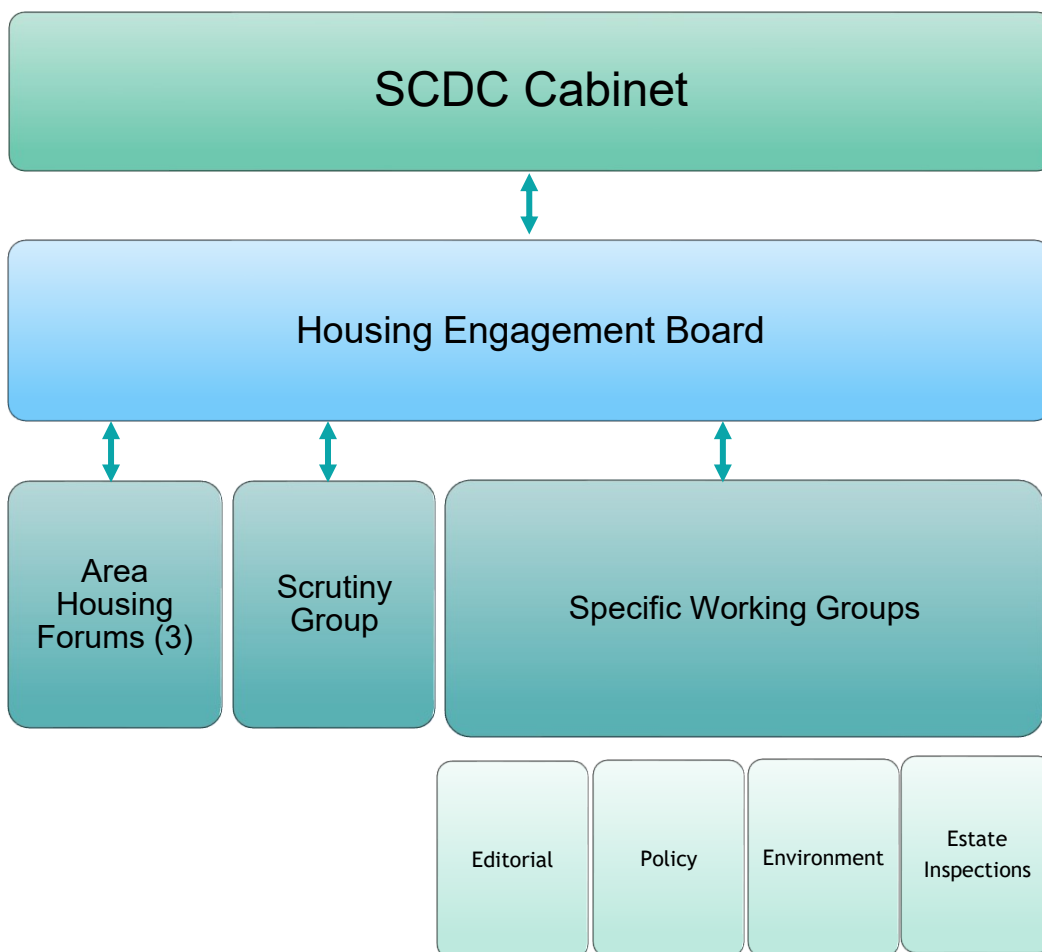 SCDC Cabinet
Housing Engagement Board
Area
Housing
Forums (3)
Scrutiny
Group
Specific Working Groups
Editorial
Policy
Environment
Estate
Inspections